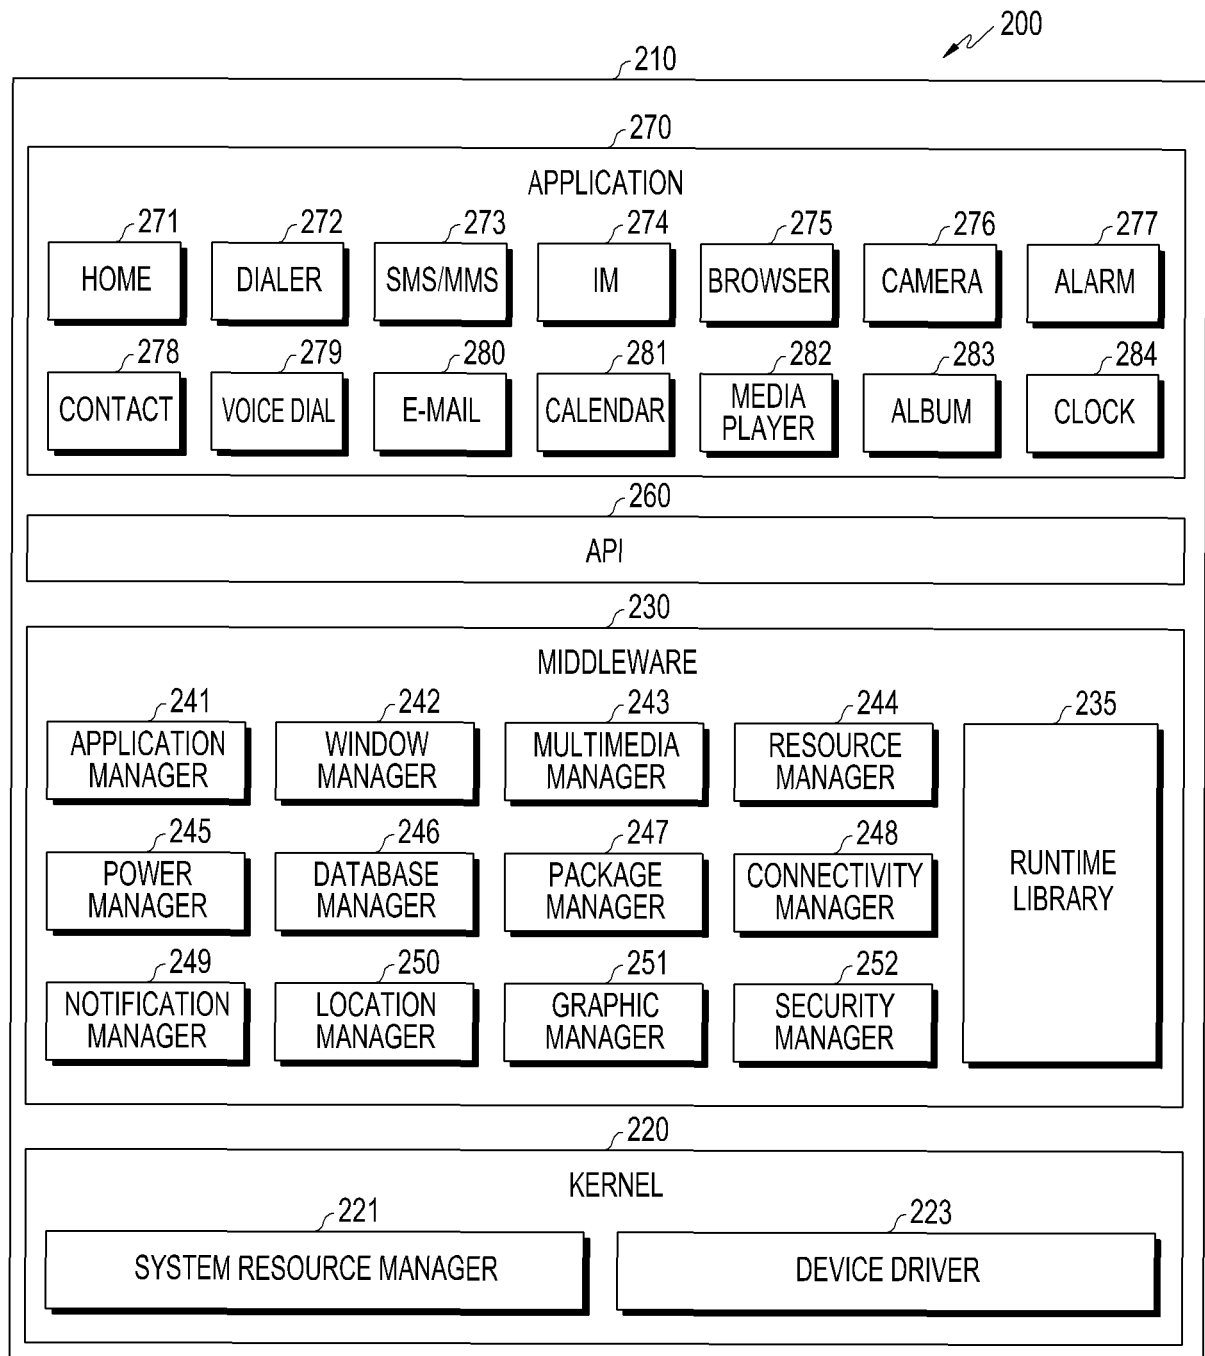 200
210
270
APPLICATION
271 272 273 274 275 276 277
HOME DIALER SMS/MMS IM BROWSER CAMERA ALARM
278 279 280 281 282 283 284
CONTACT VOICE DIAL E-MAIL CALENDAR MEDIA PLAYER ALBUM CLOCK
260
API
230
MIDDLEWARE
241 242 243 244 235
APPLICATION MANAGER WINDOW MANAGER MULTIMEDIA MANAGER RESOURCE MANAGER
245 246 247 248
POWER MANAGER DATABASE MANAGER PACKAGE MANAGER CONNECTIVITY MANAGER RUNTIME LIBRARY
249 250 251 252
NOTIFICATION MANAGER LOCATION MANAGER GRAPHIC MANAGER SECURITY MANAGER
220
KERNEL
221 223
SYSTEM RESOURCE MANAGER DEVICE DRIVER